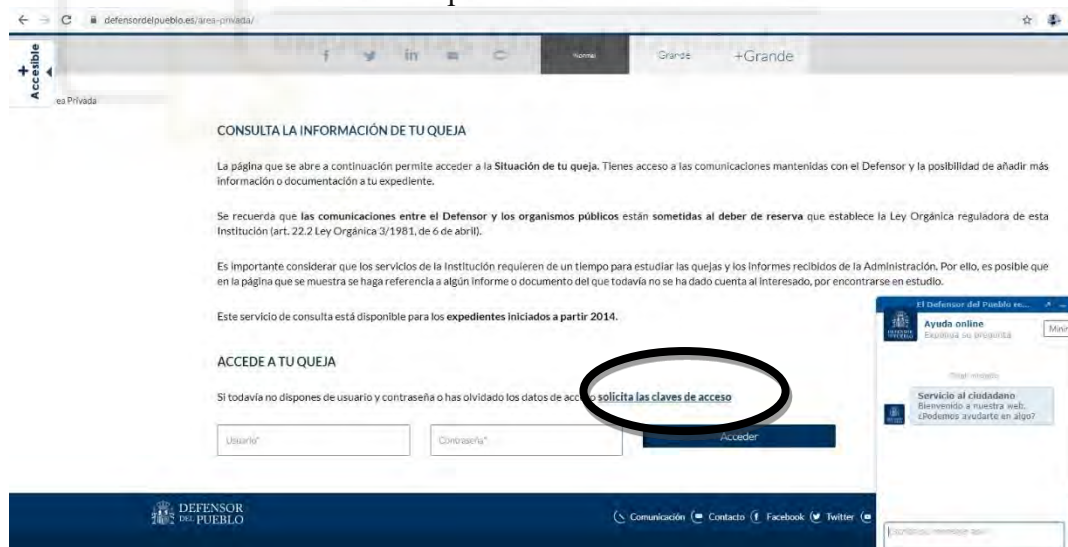 defensordelpueblo.es/area-privada/
+
Accesible
Normal
Grande
+Grande
ea Privada
CONSULTA LA INFORMACIÓN DE TU QUEJA
La página que se abre a continuación permite acceder a la Situación de tu queja. Tienes acceso a las comunicaciones mantenidas con el Defensor y la posibilidad de añadir más
información o documentación a tu expediente.
Se recuerda que las comunicaciones entre el Defensor y los organismos públicos están sometidas al deber de reserva que establece la Ley Orgánica reguladora de esta
Institución (art. 22.2 Ley Orgánica 3/1981, de 6 de abril).
Es importante considerar que los servicios de la Institución requieren de un tiempo para estudiar las quejas y los informes recibidos de la Administración. Por ello, es posible que
en la página que se muestra se haga referencia a algún informe o documento del que todavía no se ha dado cuenta al interesado, por encontrarse en estudio.
Este servicio de consulta está disponible para los expedientes iniciados a partir 2014.
ACCEDE A TU QUEJA
Si todavía no dispones de usuario y contraseña o has olvidado los datos de acceso solicita las claves de acceso
Usuario*
Contraseña*
Acceder
El Defensor del Pueblo re...
Ayuda online
Exponga su pregunta
Minim
Servicio al ciudadano
Bienvenido a nuestra web.
¿Podemos ayudarte en algo?
DEFENSOR
DEL PUEBLO
Comunicación
Contacto
Facebook
Twitter